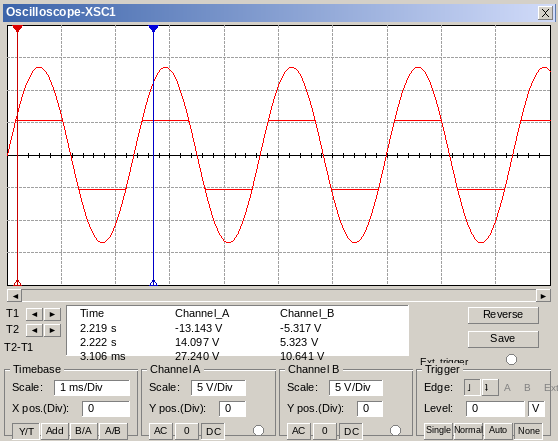 Oscilloscope-XSC1
T1
T2
T2-T1
Time Channel_A Channel_B
2.219 s -13.143 V -5.317 V
2.222 s 14.097 V 5.323 V
3.106 ms 27.240 V 10.641 V
Reverse
Save
Ext. trigger
Timebase
Scale: 1 ms/Div
X pos.(Div): 0
Y/T Add B/A A/B
Channel A
Scale: 5 V/Div
Y pos.(Div): 0
AC 0 DC
Channel B
Scale: 5 V/Div
Y pos.(Div): 0
AC 0 DC
Trigger
Edge: A B Ext
Level: 0 V
Single Normal Auto None